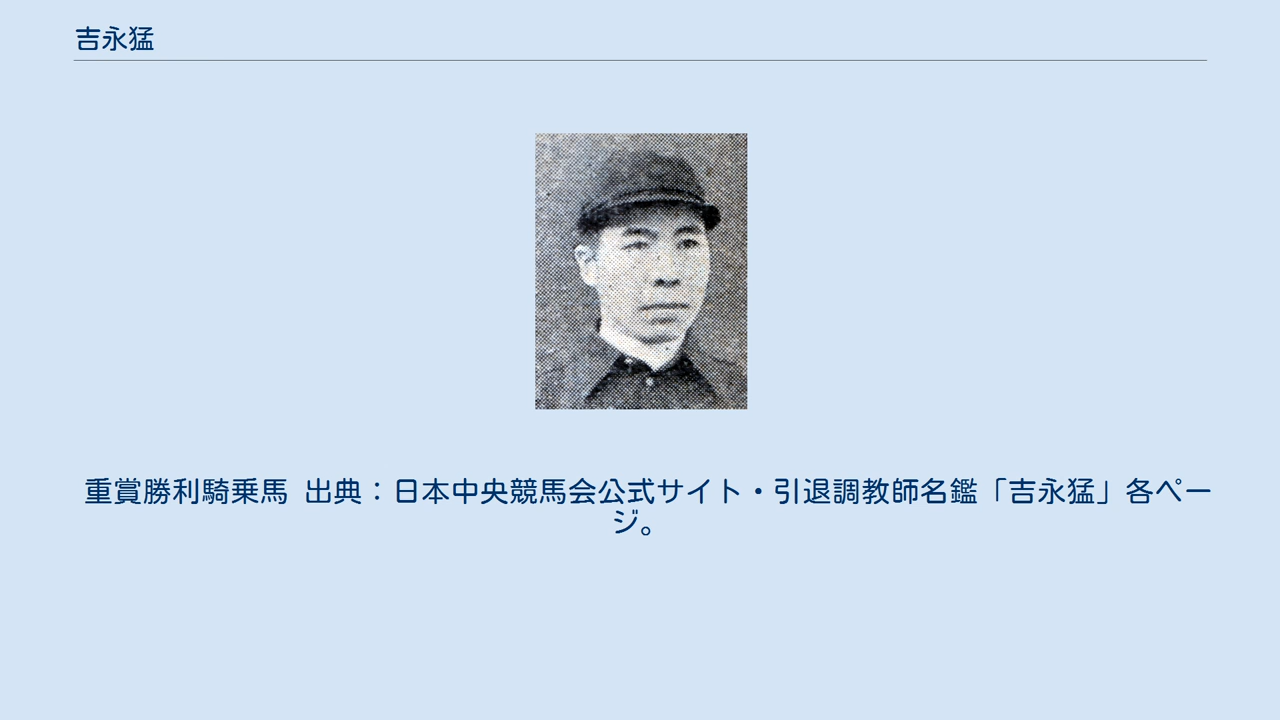 吉永猛
重賞勝利騎乗馬 出典：日本中央競馬会公式サイト・引退調教師名鑑「吉永猛」各ペー
ジ。